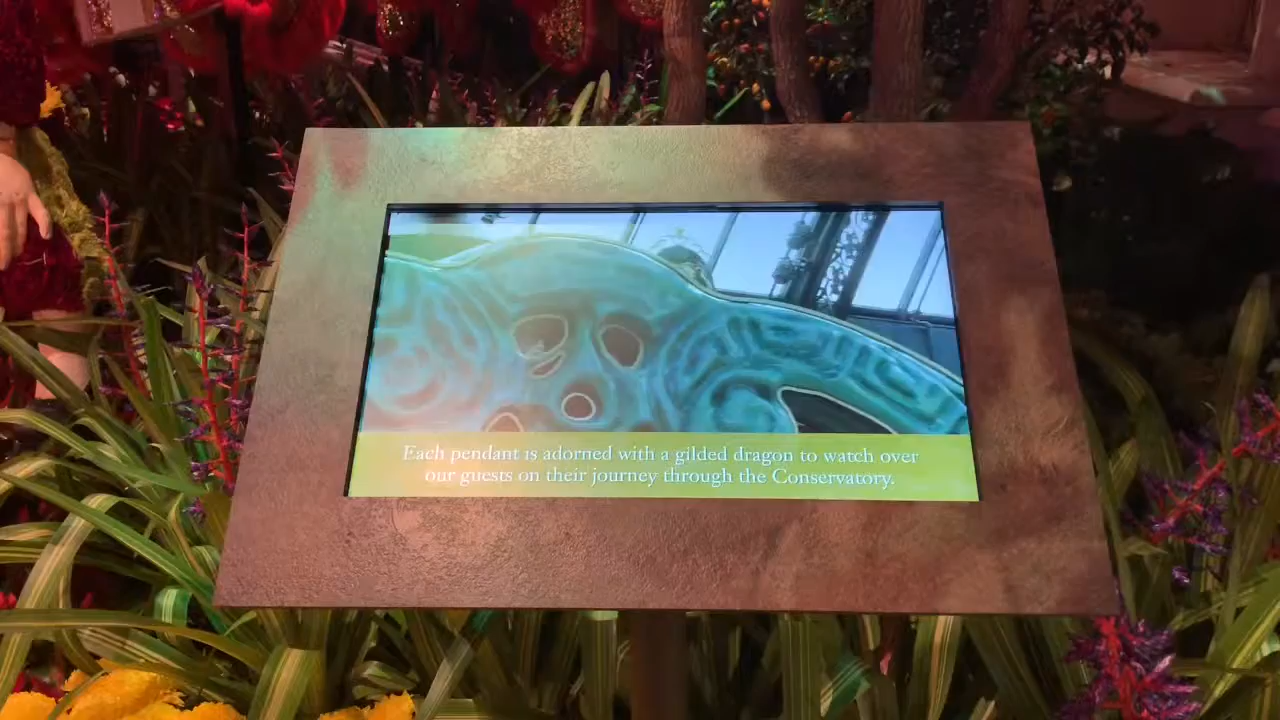 Each pendant is adorned with a gilded dragon to watch over
our guests on their journey through the Conservatory.